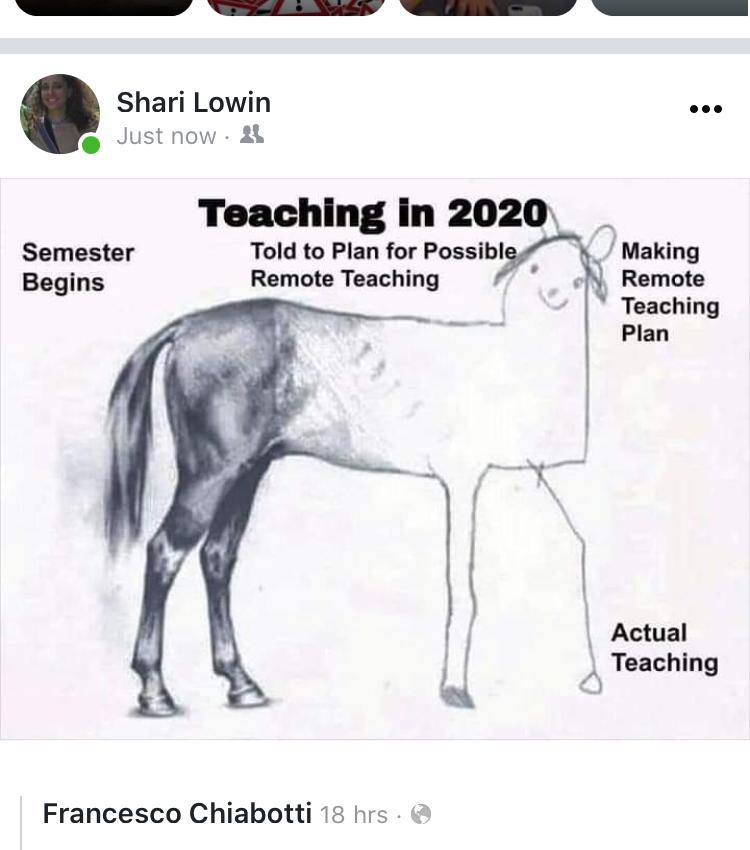 Shari Lowin
Just now ·
Teaching in 2020
Semester
Begins
Told to Plan for Possible
Remote Teaching
Making
Remote
Teaching
Plan
Actual
Teaching
Francesco Chiabotti 18 hrs ·